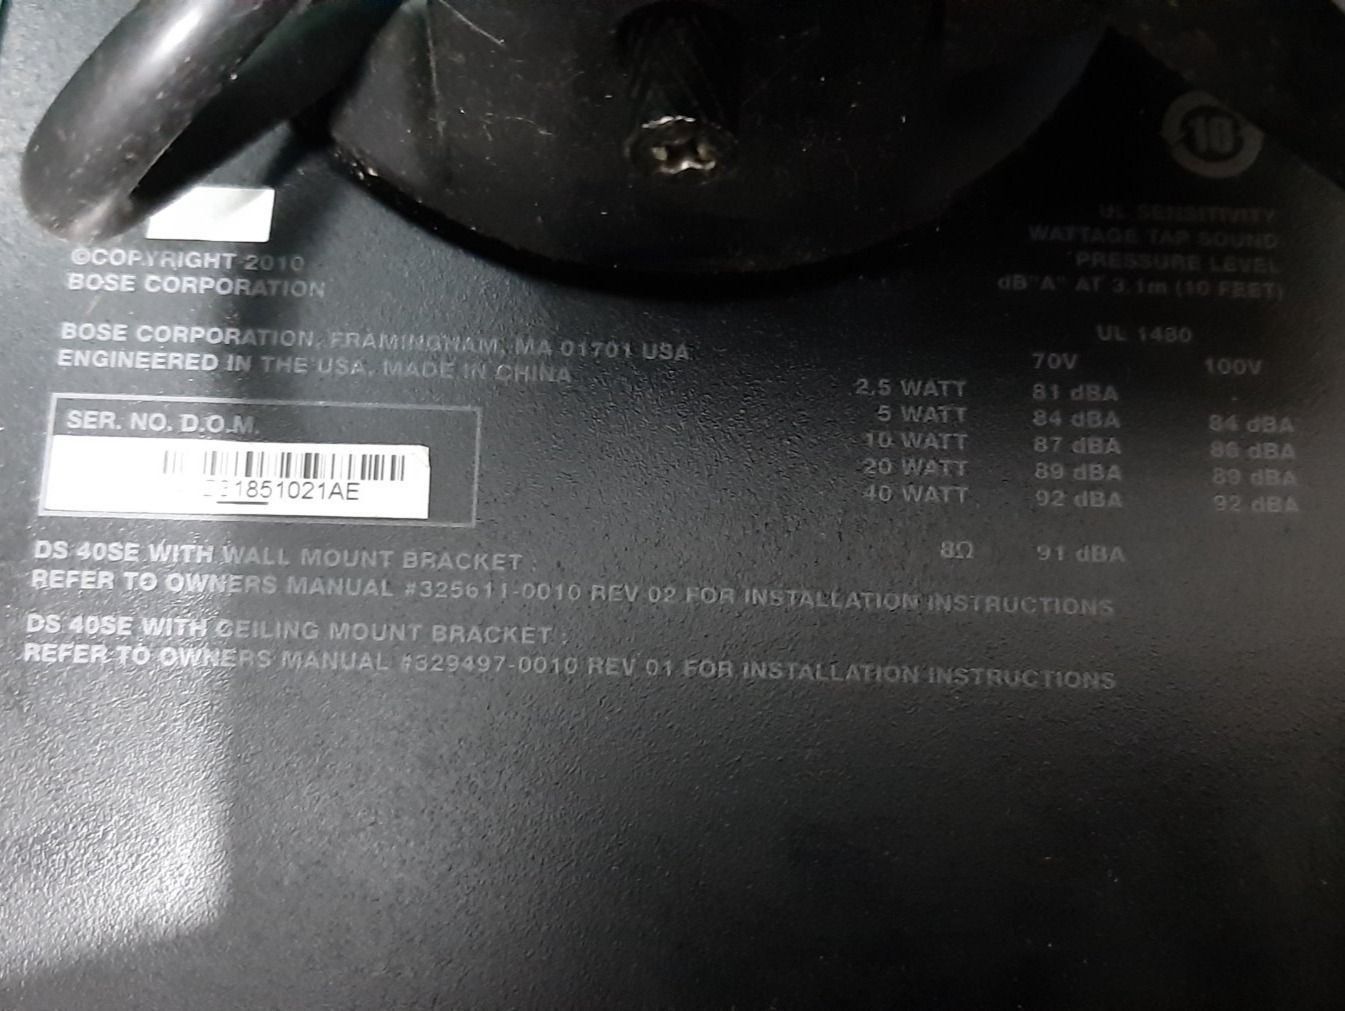 ©COPYRIGHT 2010
BOSE CORPORATION
BOSE CORPORATION, FRAMINGHAM, MA 01701 USA
ENGINEERED IN THE USA, MADE IN CHINA
SER. NO. D.O.M.
1851021AE
DS 40SE WITH WALL MOUNT BRACKET :
REFER TO OWNERS MANUAL #325611-0010 REV 02 FOR INSTALLATION INSTRUCTIONS
DS 40SE WITH CEILING MOUNT BRACKET :
REFER TO OWNERS MANUAL #329497-0010 REV 01 FOR INSTALLATION INSTRUCTIONS
10
UL SENSITIVITY
WATTAGE TAP SOUND
PRESSURE LEVEL
dB"A" AT 3.1m (10 FEET)
UL 1480
70V 100V
2.5 WATT 81 dBA -
5 WATT 84 dBA 84 dBA
10 WATT 87 dBA 86 dBA
20 WATT 89 dBA 89 dBA
40 WATT 92 dBA 92 dBA
8Ω 91 dBA